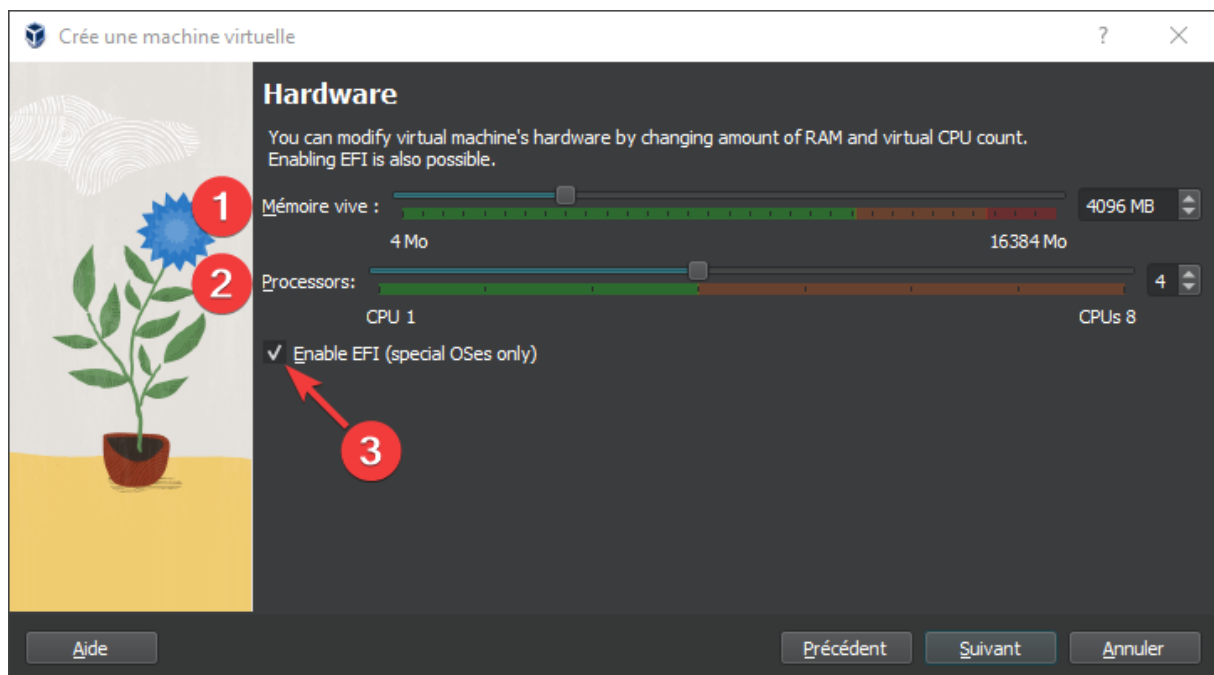 Crée une machine virtuelle
?
Hardware
You can modify virtual machine's hardware by changing amount of RAM and virtual CPU count.
Enabling EFI is also possible.
1
Mémoire vive :
4096 MB
4 Mo
16384 Mo
2
Processors:
4
CPU 1
CPUs 8
Enable EFI (special OSes only)
3
Aide
Précédent
Suivant
Annuler